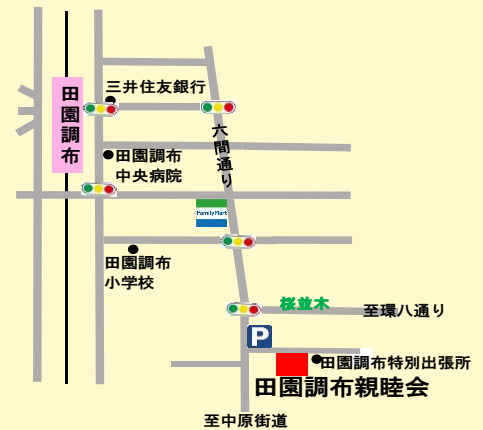 三井住友銀行
田園調布
六間通り
田園調布
中央病院
FamilyMart
田園調布
小学校
桜並木
至環八通り
P
田園調布特別出張所
田園調布親睦会
至中原街道